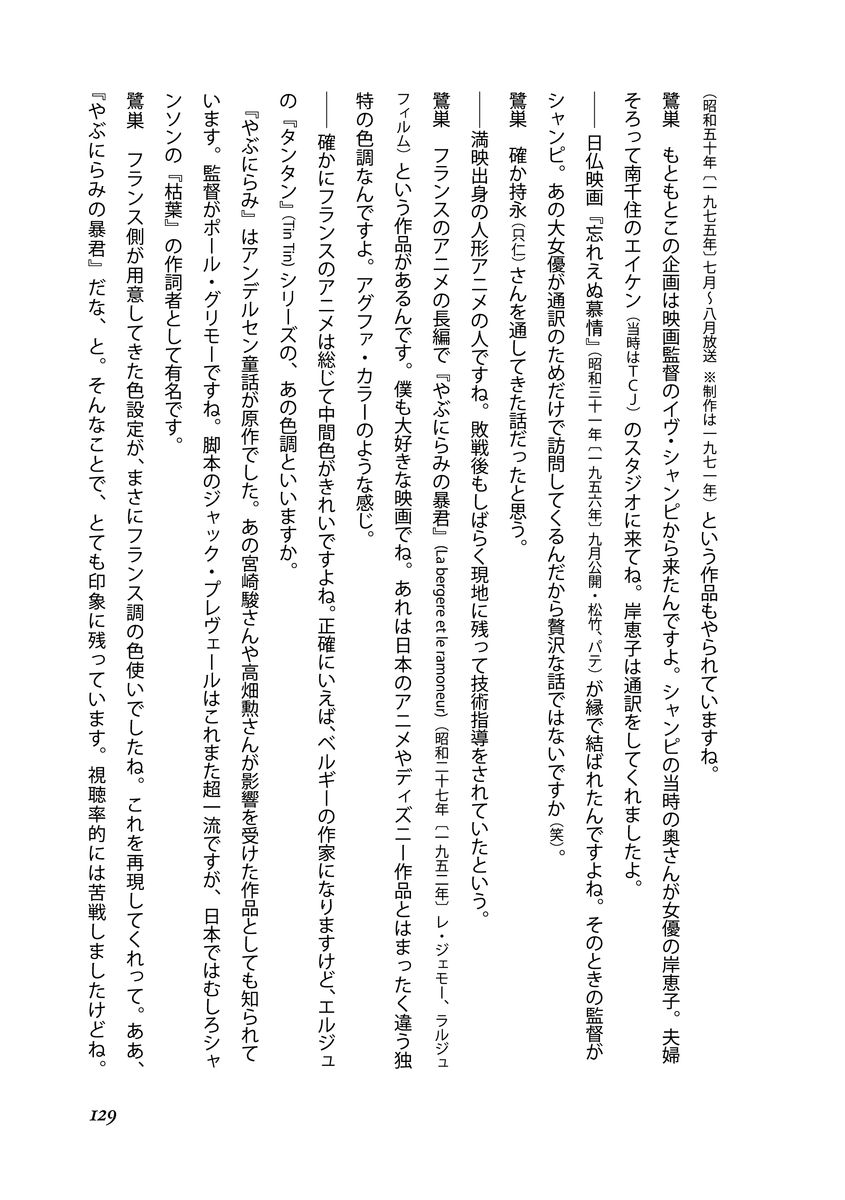 （昭和五十年〔一九七五年〕七月～八月放送 ※制作は一九七一年）という作品もやられていますね。
鷺巣　もともとこの企画は映画監督のイヴ・シャンピから来たんですよ。シャンピの当時の奥さんが女優の岸恵子。夫婦
そろって南千住のエイケン（当時はTCJ）のスタジオに来てね。岸恵子は通訳をしてくれましたよ。
――日仏映画『忘れえぬ慕情』（昭和三十一年〔一九五六年〕九月公開・松竹、パテ）が縁で結ばれたんですよね。そのときの監督が
シャンピ。あの大女優が通訳のためだけで訪問してくるんだから贅沢な話ではないですか（笑）。
鷺巣　確か持永（只仁）さんを通してきた話だったと思う。
――満映出身の人形アニメの人ですね。敗戦後もしばらく現地に残って技術指導をされていたという。
鷺巣　フランスのアニメの長編で『やぶにらみの暴君』（La bergere et le ramoneur）（昭和二十七年〔一九五二年〕レ・ジェモー、ラルジュ
フィルム）という作品があるんです。僕も大好きな映画でね。あれは日本のアニメやディズニー作品とはまったく違う独
特の色調なんですよ。アグファ・カラーのような感じ。
――確かにフランスのアニメは総じて中間色がきれいですよね。正確にいえば、ベルギーの作家になりますけど、エルジュ
の『タンタン』（Tin Tin）シリーズの、あの色調といいますか。
『やぶにらみ』はアンデルセン童話が原作でした。あの宮崎駿さんや高畑勲さんが影響を受けた作品としても知られて
います。監督がポール・グリモーですね。脚本のジャック・プレヴェールはこれまた超一流ですが、日本ではむしろシャ
ンソンの『枯葉』の作詞者として有名です。
鷺巣　フランス側が用意してきた色設定が、まさにフランス調の色使いでしたね。これを再現してくれって。ああ、
『やぶにらみの暴君』だな、と。そんなことで、とても印象に残っています。視聴率的には苦戦しましたけどね。
129